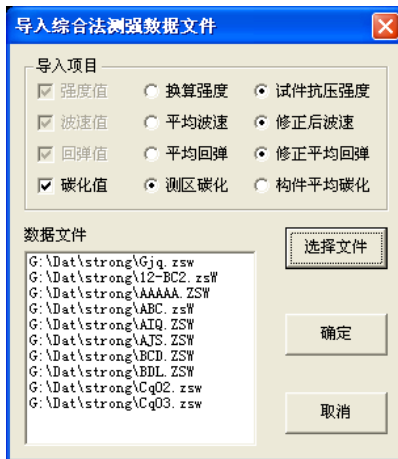 导入综合法测强数据文件
导入项目
强度值 换算强度 试件抗压强度
波速值 平均波速 修正后波速
回弹值 平均回弹 修正平均回弹
碳化值 测区碳化 构件平均碳化
数据文件
选择文件
G:\Dat\strong\Gjq.zsw
G:\Dat\strong\12-BC2.zsW
G:\Dat\strong\AAAAA.ZSW
G:\Dat\strong\ABC.zsw
G:\Dat\strong\AIQ.ZSW
G:\Dat\strong\AJS.ZSW
G:\Dat\strong\BCD.ZSW
G:\Dat\strong\BDL.ZSW
G:\Dat\strong\Cq02.zsw
G:\Dat\strong\Cq03.zsw
确定
取消